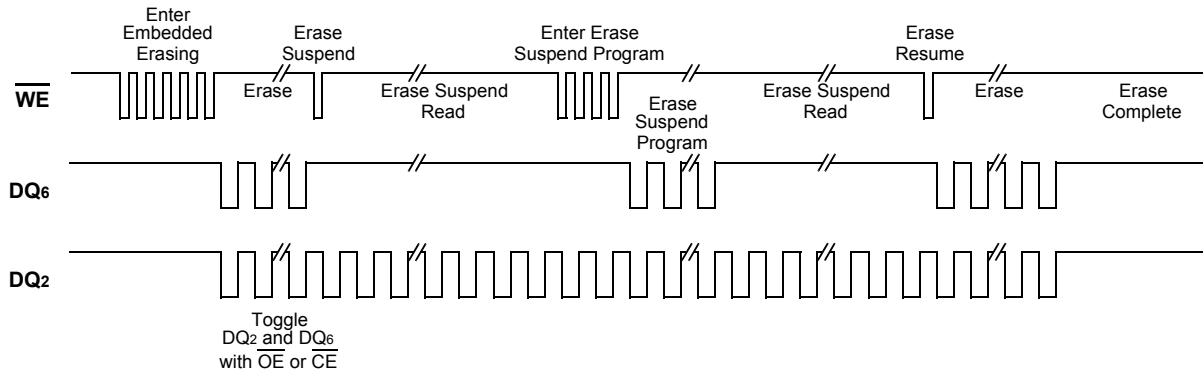 Enter
Embedded
Erasing
Erase
Suspend
Enter Erase
Suspend Program
Erase
Resume
WE
Erase
Erase Suspend
Read
Erase
Suspend
Program
Erase Suspend
Read
Erase
Erase
Complete
DQ6
DQ2
Toggle
DQ2 and DQ6
with OE or CE